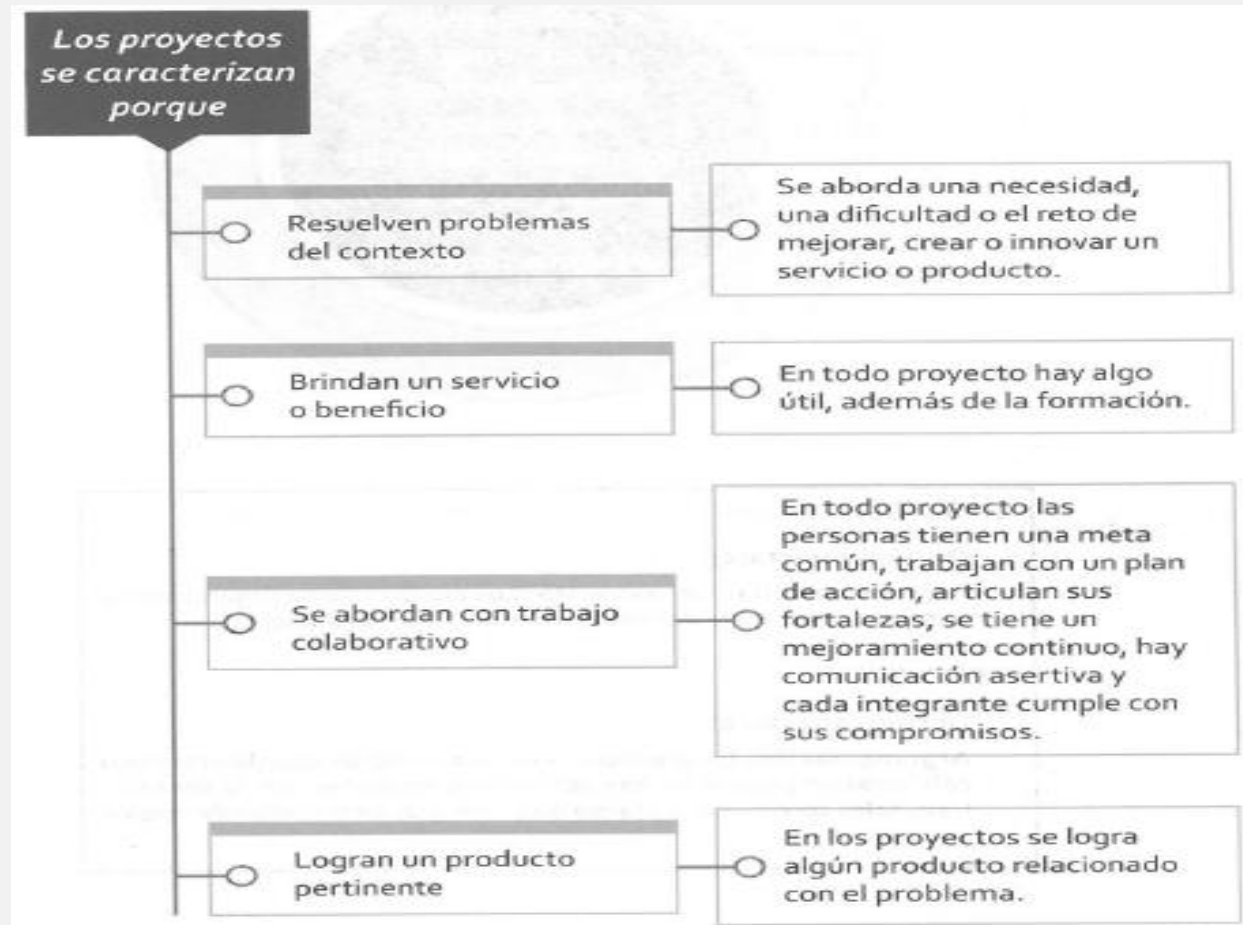 Los proyectos
se caracterizan
porque
Resuelven problemas
del contexto
Se aborda una necesidad,
una dificultad o el reto de
mejorar, crear o innovar un
servicio o producto.
Brindan un servicio
o beneficio
En todo proyecto hay algo
útil, además de la formación.
Se abordan con trabajo
colaborativo
En todo proyecto las
personas tienen una meta
común, trabajan con un plan
de acción, articulan sus
fortalezas, se tiene un
mejoramiento continuo, hay
comunicación asertiva y
cada integrante cumple con
sus compromisos.
Logran un producto
pertinente
En los proyectos se logra
algún producto relacionado
con el problema.